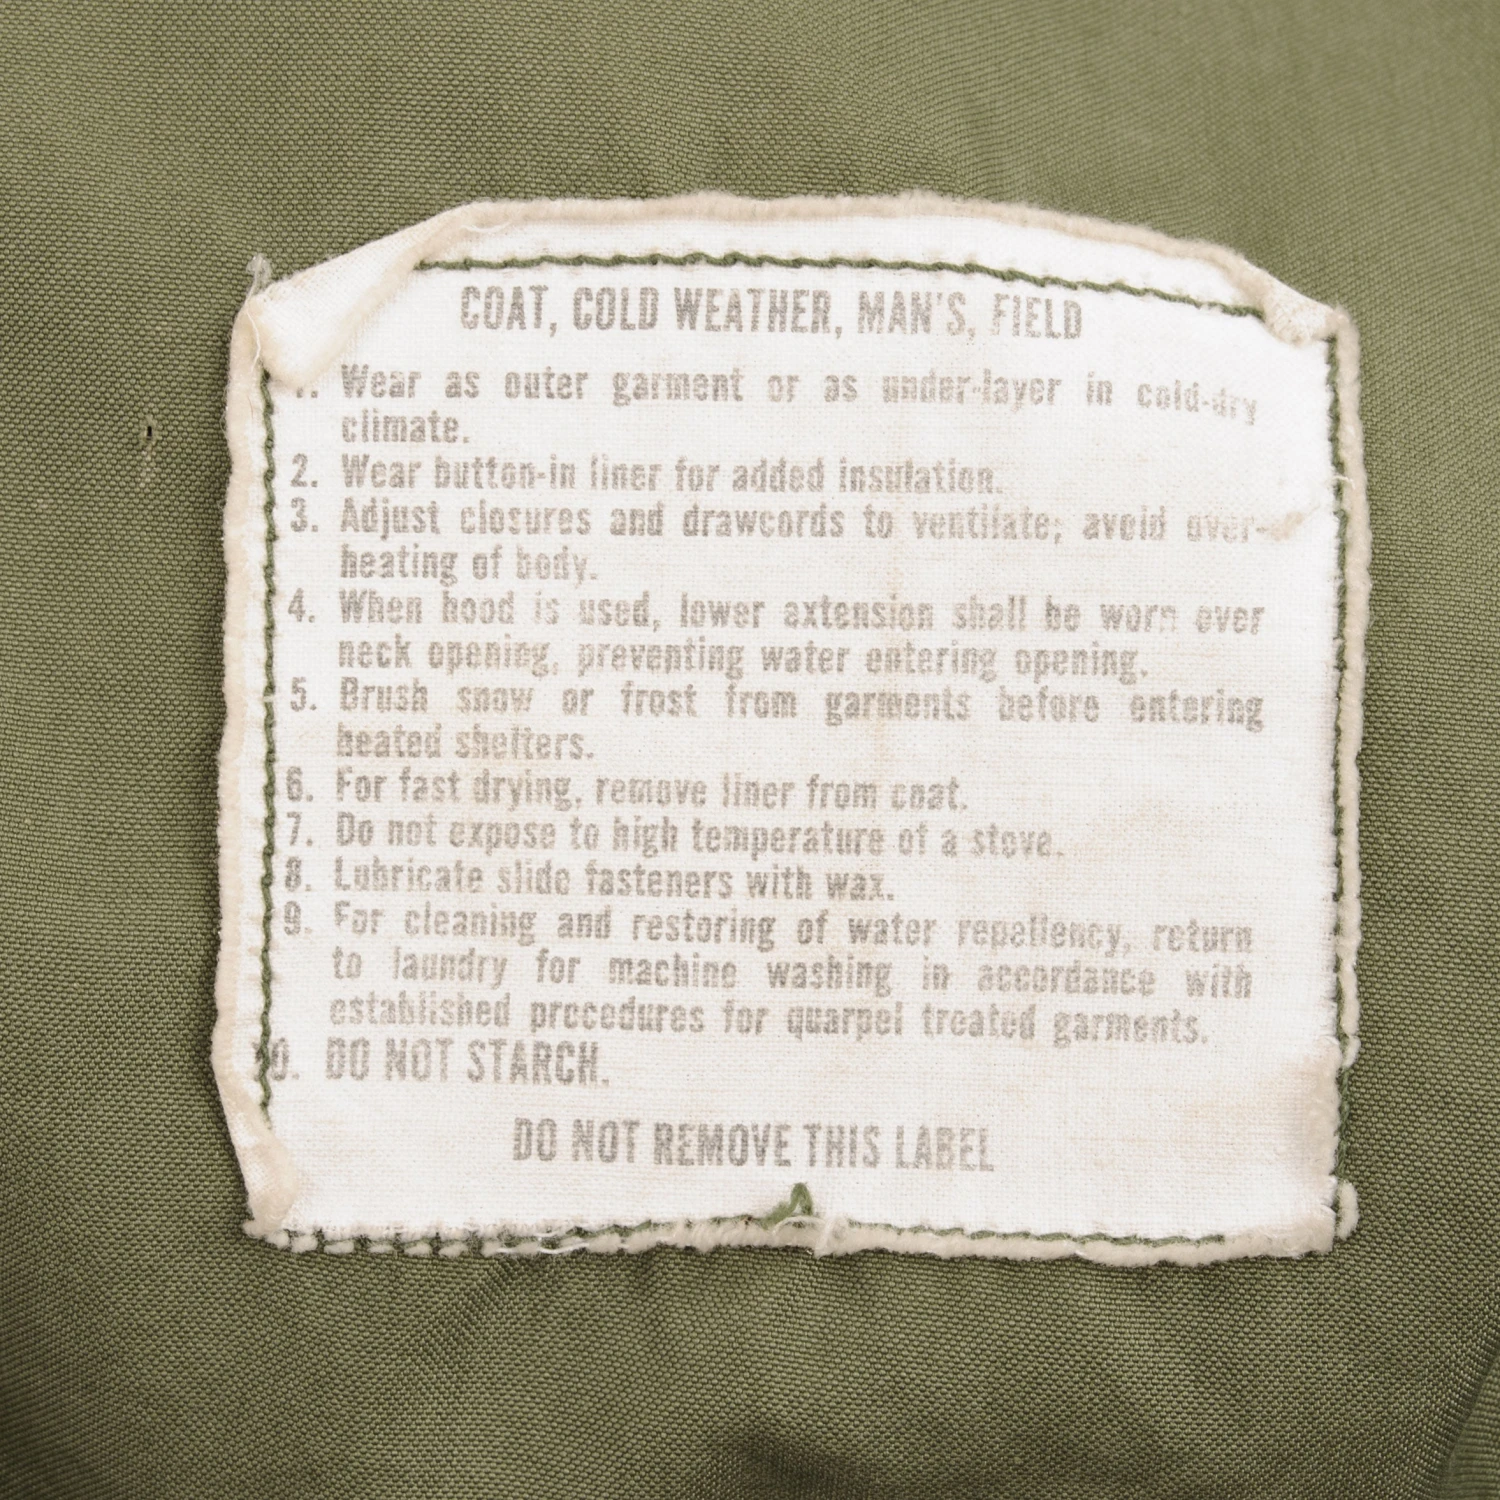 COAT, COLD WEATHER, MAN'S, FIELD
1. Wear as outer garment or as under-layer in cold-dry
climate.
2. Wear button-in liner for added insulation.
3. Adjust closures and drawcords to ventilate; avoid over-
heating of body.
4. When hood is used, lower extension shall be worn over
neck opening, preventing water entering opening.
5. Brush snow or frost from garments before entering
heated shelters.
6. For fast drying, remove liner from coat.
7. Do not expose to high temperature of a stove.
8. Lubricate slide fasteners with wax.
9. For cleaning and restoring of water repellency, return
to laundry for machine washing in accordance with
established procedures for quarpel treated garments.
10. DO NOT STARCH.
DO NOT REMOVE THIS LABEL